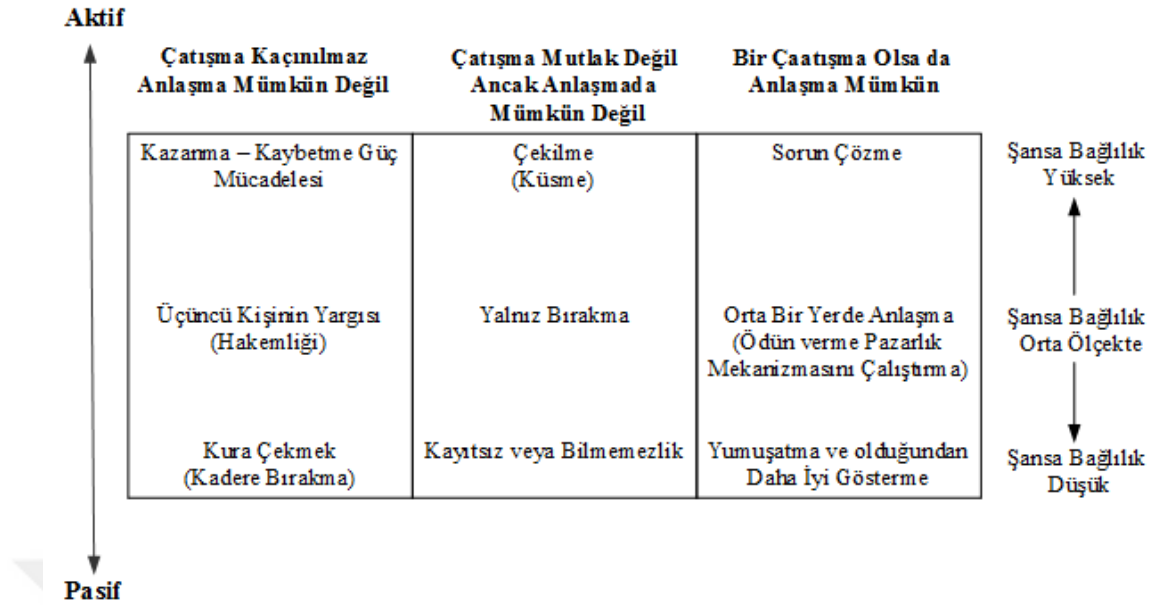 Aktif
Çatışma Kaçınılmaz
Anlaşma Mümkün Değil
Çatışma Mutlak Değil
Ancak Anlaşmada
Mümkün Değil
Bir Çaatışma Olsa da
Anlaşma Mümkün
Kazanma – Kaybetme Güç
Mücadelesi
Çekilme
(Küsme)
Sorun Çözme
Şansa Bağlılık
Yüksek
Üçüncü Kişinin Yargısı
(Hakemliği)
Yalnız Bırakma
Orta Bir Yerde Anlaşma
(Ödün verme Pazarlık
Mekanizmasını Çalıştırma)
Şansa Bağlılık
Orta Ölçekte
Kura Çekmek
(Kadere Bırakma)
Kayıtsız veya Bilmemezlik
Yumuşatma ve olduğundan
Daha İyi Gösterme
Şansa Bağlılık
Düşük
Pasif